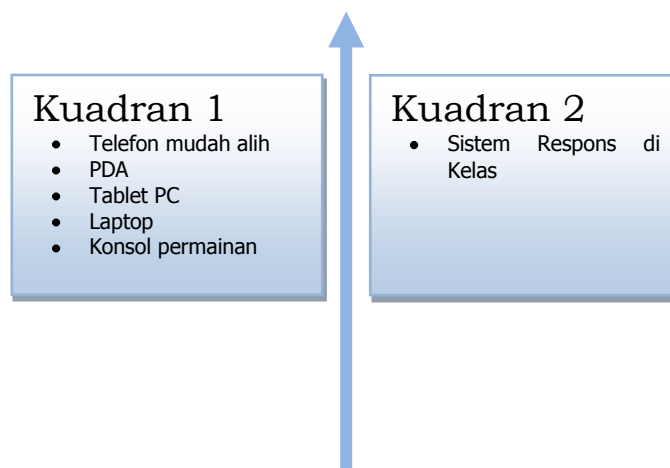 Kuadran 1
• Telefon mudah alih
• PDA
• Tablet PC
• Laptop
• Konsol permainan
Kuadran 2
• Sistem Respons di
Kelas